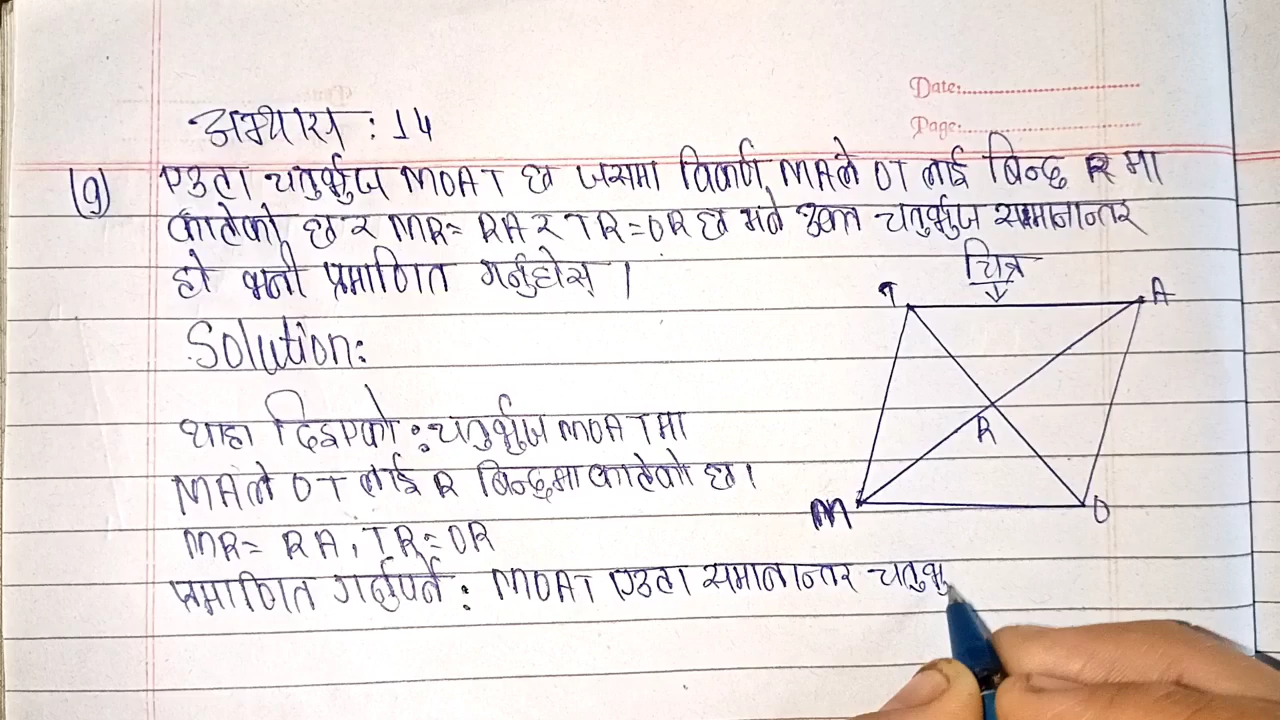 Date:
Page:
अभ्यास : 14
(9) एउटा चतुर्भुज MOAT छ जसमा विकर्ण MA ले OT लाई बिन्दु R मा
काटेको छ र MR = RA र TR = OR छ भने उक्त चतुर्भुज समानान्तर
हो भनी प्रमाणित गर्नुहोस् ।
चित्र
T A
Solution:
थाहा दिइएको : चतुर्भुज MOAT मा
R
MA ले OT लाई R बिन्दुमा काटेको छ।
M O
MR = RA, TR = OR
प्रमाणित गर्नुपर्ने : MOAT एउटा समानान्तर चतुर्भु